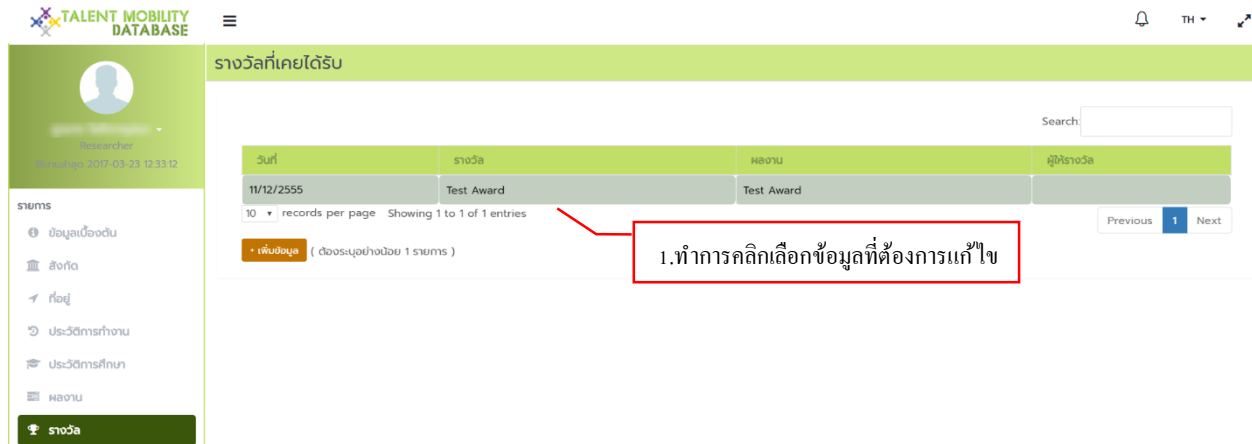 TALENT MOBILITY
DATABASE
TH
รางวัลที่เคยได้รับ
Researcher
2017-03-23 12:33:12
Search:
วันที่ รางวัล ผลงาน ผู้ให้รางวัล
11/12/2555 Test Award Test Award
10 records per page Showing 1 to 1 of 1 entries
Previous 1 Next
+ เพิ่มข้อมูล ( ต้องระบุอย่างน้อย 1 รายการ )
1.ทำการคลิกเลือกข้อมูลที่ต้องการแก้ไข
รายการ
ข้อมูลเบื้องต้น
สังกัด
ที่อยู่
ประวัติการทำงาน
ประวัติการศึกษา
ผลงาน
รางวัล